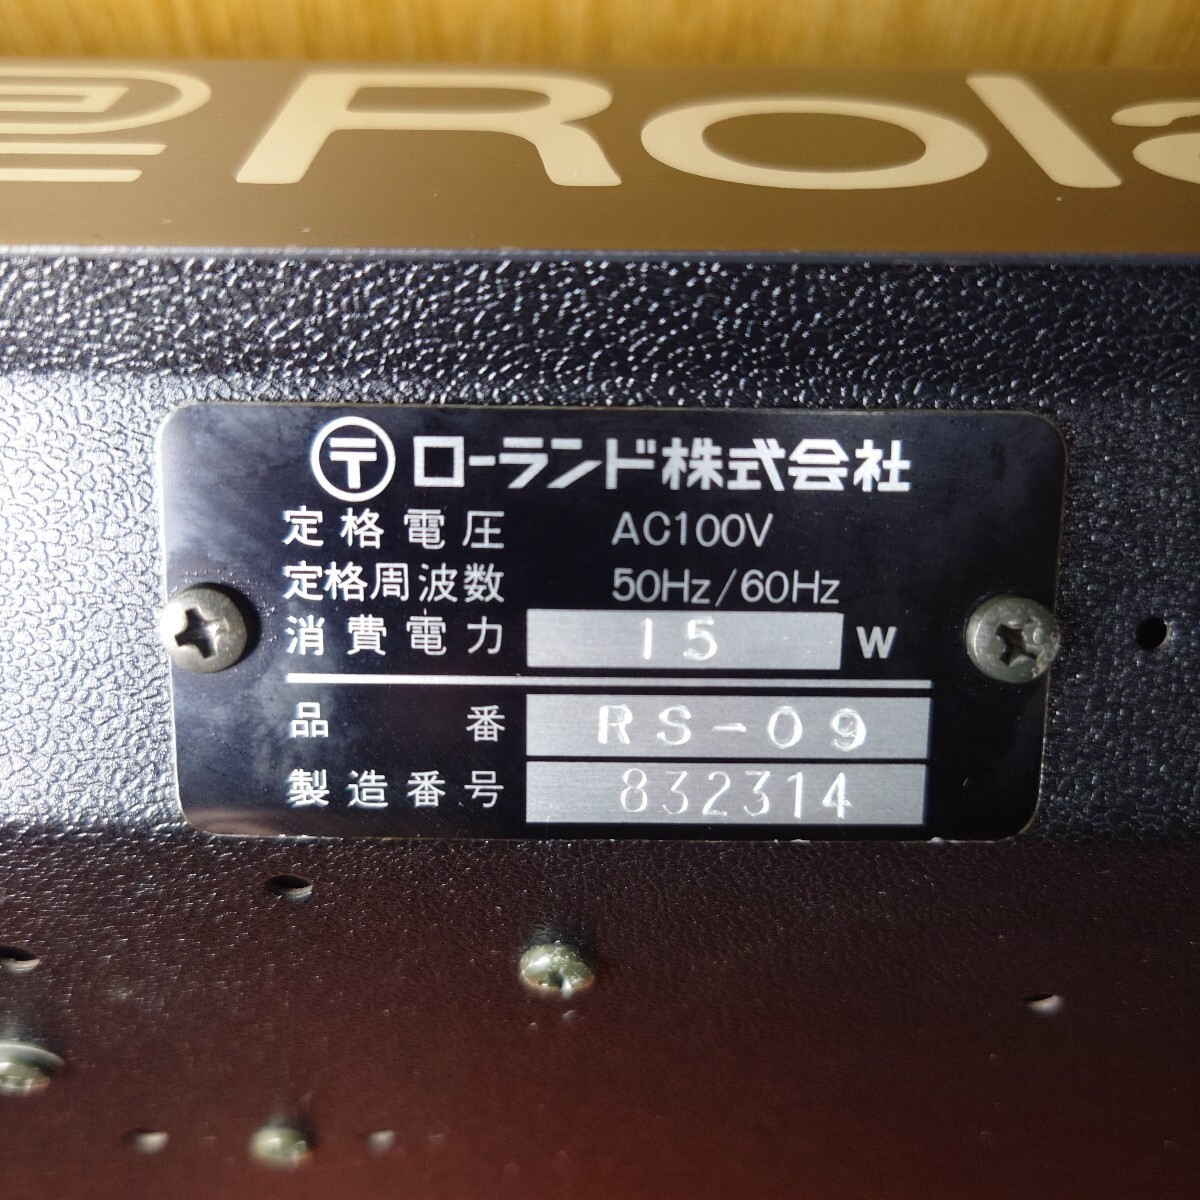 Rola
〒 ローランド株式会社
定格電圧 AC100V
定格周波数 50Hz/60Hz
消費電力 15 W
品番 RS-09
製造番号 832314